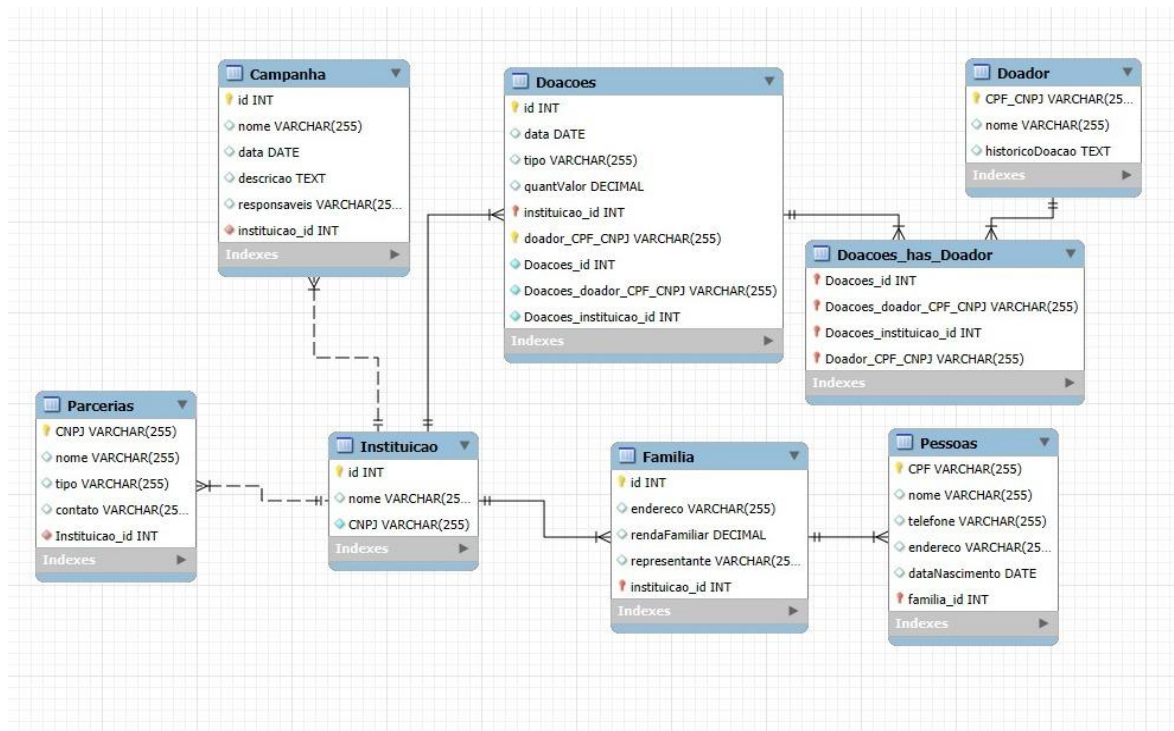 Campanha
id INT
nome VARCHAR(255)
data DATE
descricao TEXT
responsaveis VARCHAR(25...
instituicao_id INT
Indexes
Doacoes
id INT
data DATE
tipo VARCHAR(255)
quantValor DECIMAL
instituicao_id INT
doador_CPF_CNPJ VARCHAR(255)
Doacoes_id INT
Doacoes_doador_CPF_CNPJ VARCHAR(255)
Doacoes_instituicao_id INT
Indexes
Doador
CPF_CNPJ VARCHAR(25...
nome VARCHAR(255)
historicoDoacao TEXT
Indexes
Doacoes_has_Doador
Doacoes_id INT
Doacoes_doador_CPF_CNPJ VARCHAR(255)
Doacoes_instituicao_id INT
Doador_CPF_CNPJ VARCHAR(255)
Indexes
Parcerias
CNPJ VARCHAR(255)
nome VARCHAR(255)
tipo VARCHAR(255)
contato VARCHAR(25...
Instituicao_id INT
Indexes
Instituicao
id INT
nome VARCHAR(25...
CNPJ VARCHAR(255)
Indexes
Familia
id INT
endereco VARCHAR(255)
rendaFamiliar DECIMAL
representante VARCHAR(25...
instituicao_id INT
Indexes
Pessoas
CPF VARCHAR(255)
nome VARCHAR(255)
telefone VARCHAR(255)
endereco VARCHAR(25...
dataNascimento DATE
familia_id INT
Indexes